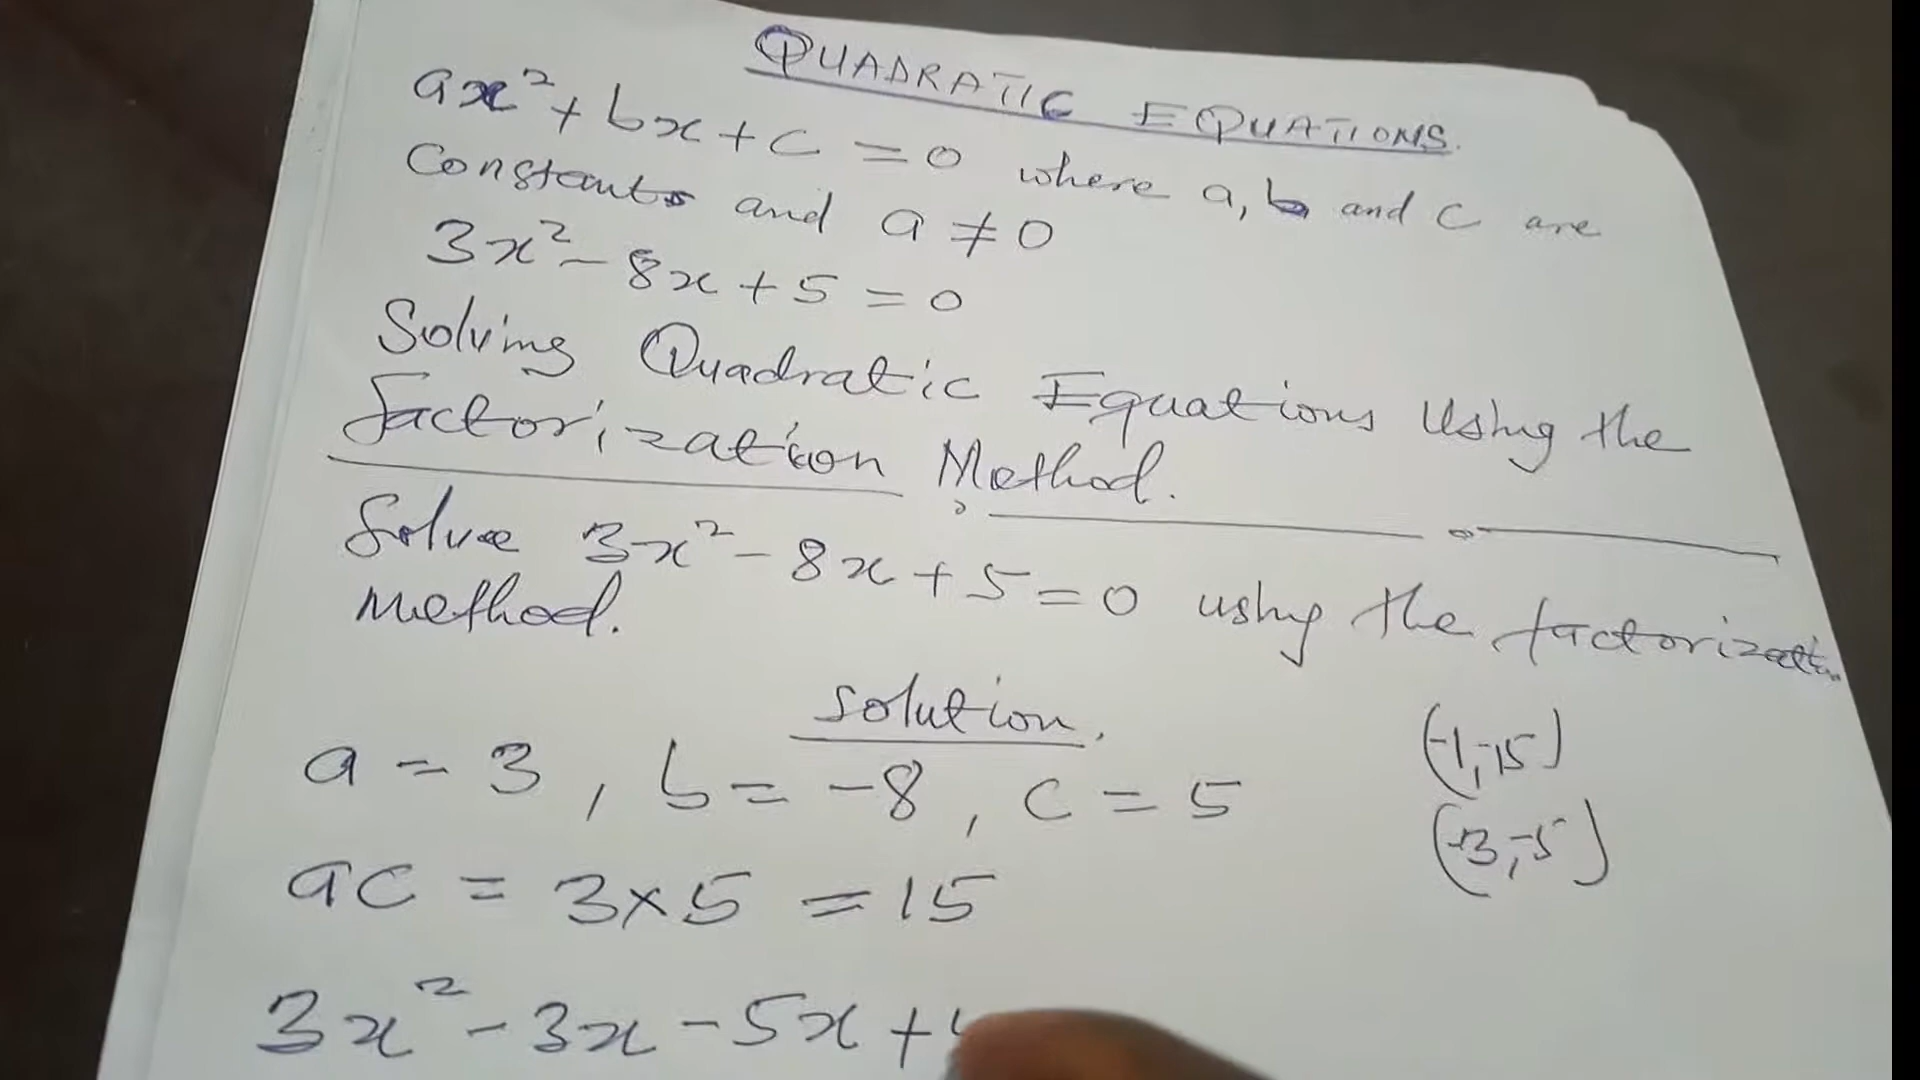 QUADRATIC EQUATIONS.
ax² + bx + c = 0 where a, b and c are
constants and a ≠ 0
3x² - 8x + 5 = 0
Solving Quadratic Equations Using the
Factorization Method.
Solve 3x² - 8x + 5 = 0 using the
method.
solution.
a = 3, b = -8, c = 5
(-1,-15)
(-3,-5)
ac = 3×5 = 15
3x² - 3x - 5x +